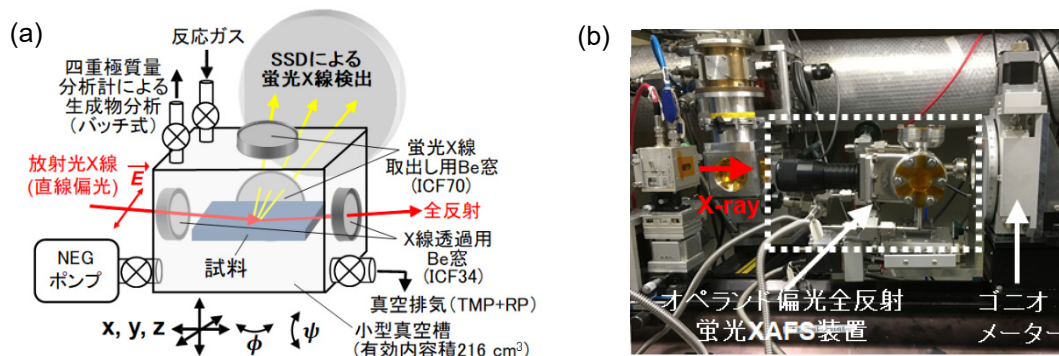 (a)
反応ガス
四重極質量
分析計による
生成物分析
(バッチ式)
SSDによる
蛍光X線検出
放射光X線
(直線偏光)
E
蛍光X線
取出し用Be窓
(ICF70)
全反射
X線透過用
Be窓
(ICF34)
NEG
ポンプ
試料
真空排気(TMP+RP)
小型真空槽
(有効内容積216 cm³)
x, y, z
ϕ
ψ
(b)
X-ray
オペランド偏光全反射
蛍光XAFS装置
ゴニオ
メーター